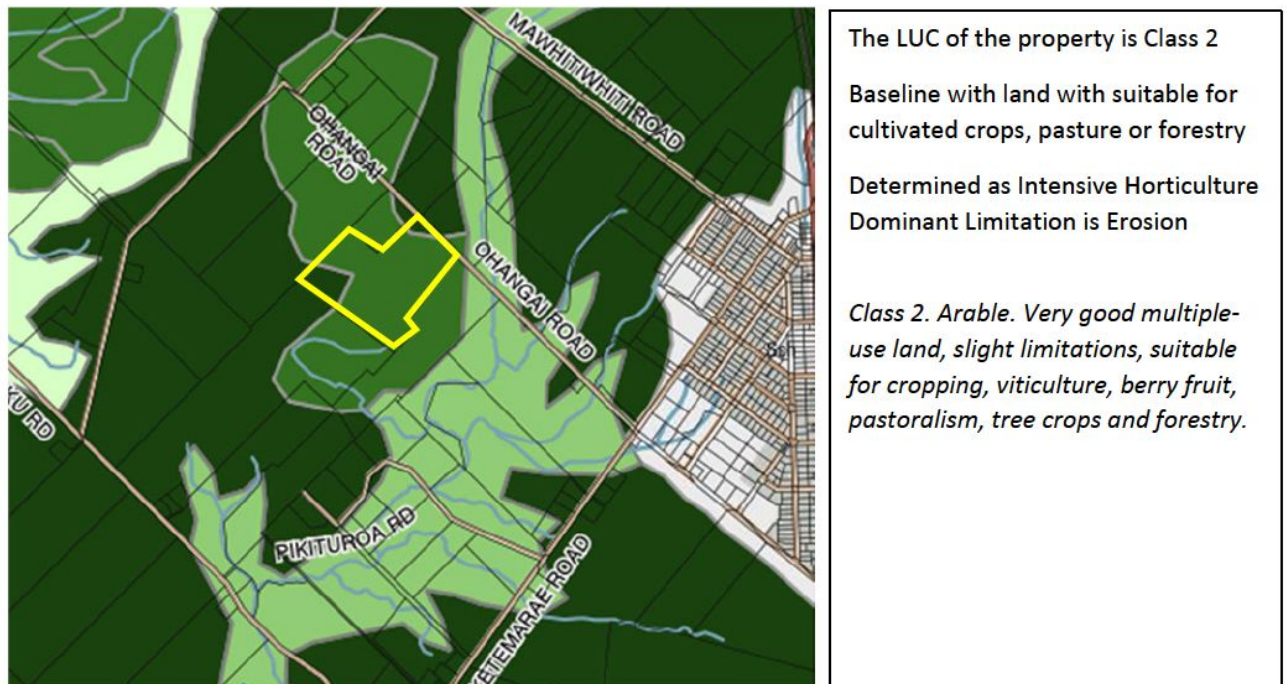 MAWHITIWHITI ROAD
OHANGAI
ROAD
OHANGAI ROAD
Sch
KU RD
PIKITUROA RD
KETEMARAE ROAD
The LUC of the property is Class 2
Baseline with land with suitable for
cultivated crops, pasture or forestry
Determined as Intensive Horticulture
Dominant Limitation is Erosion
Class 2. Arable. Very good multiple-
use land, slight limitations, suitable
for cropping, viticulture, berry fruit,
pastoralism, tree crops and forestry.